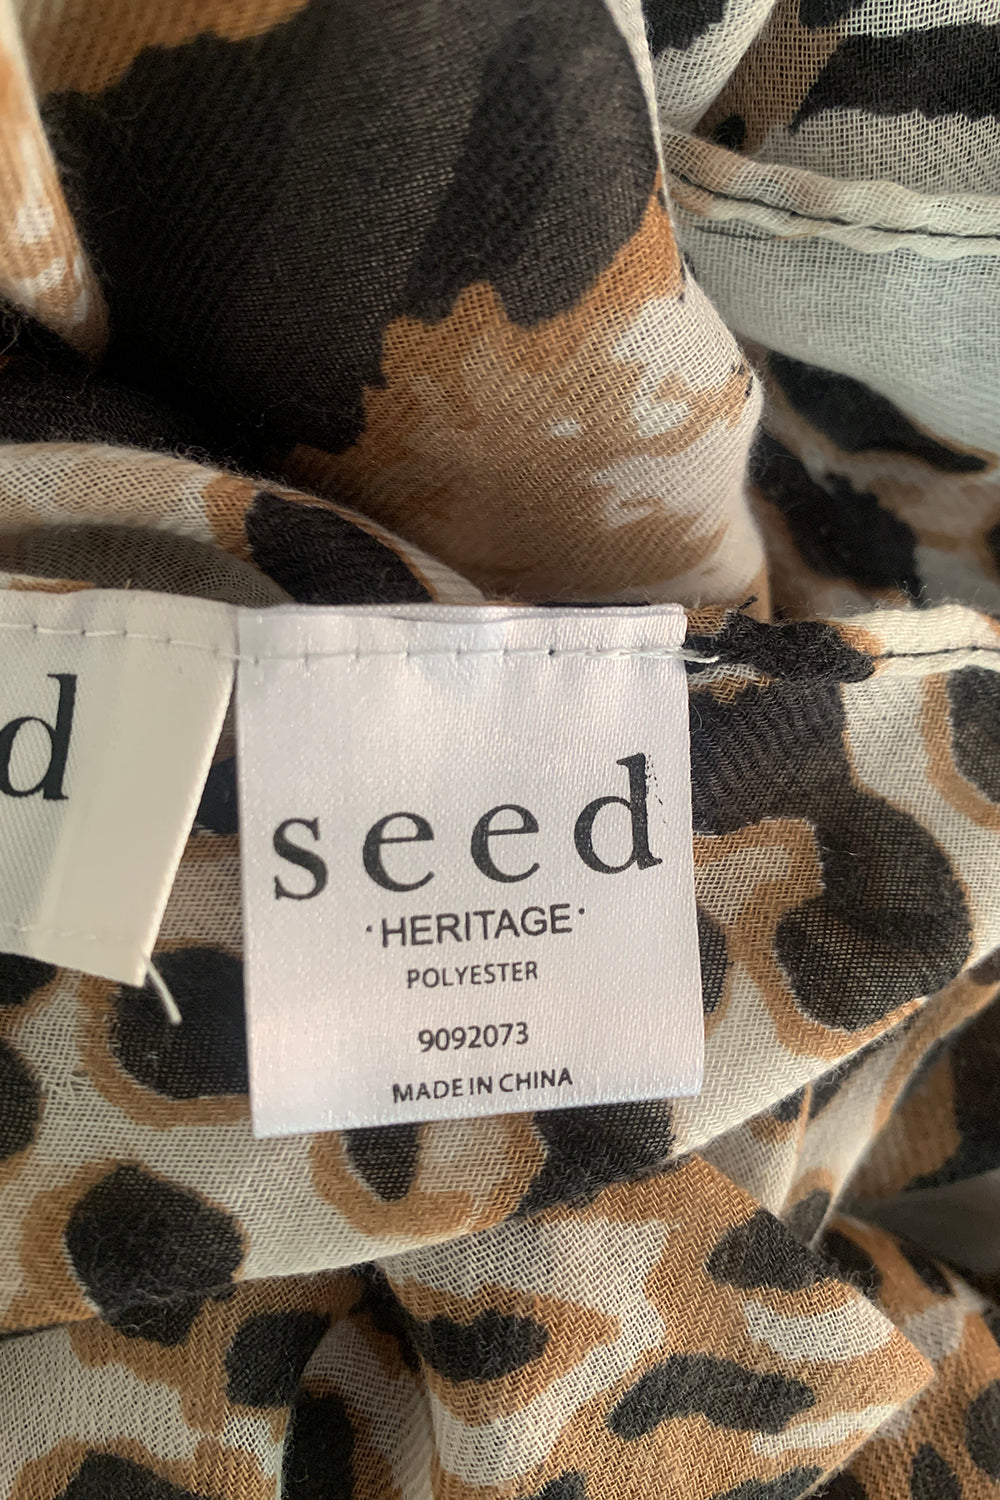 d
seed
·HERITAGE·
POLYESTER
9092073
MADE IN CHINA